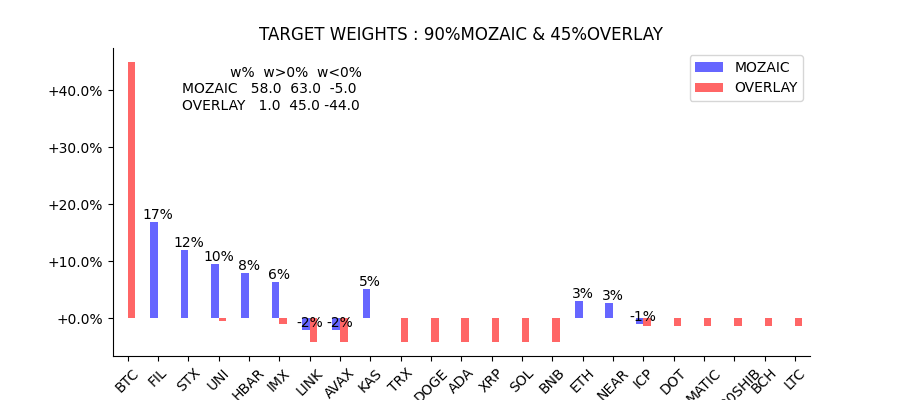 TARGET WEIGHTS : 90%MOZAIC & 45%OVERLAY
w% w>0% w<0%
MOZAIC 58.0 63.0 -5.0
OVERLAY 1.0 45.0 -44.0
MOZAIC
OVERLAY
+40.0%
+30.0%
+20.0%
+10.0%
+0.0%
17%
12%
10%
8%
6%
-2%
-2%
5%
3%
3%
-1%
BTC
FIL
STX
UNI
HBAR
IMX
LINK
AVAX
KAS
TRX
DOGE
ADA
XRP
SOL
BNB
ETH
NEAR
ICP
DOT
MATIC
BCH
LTC